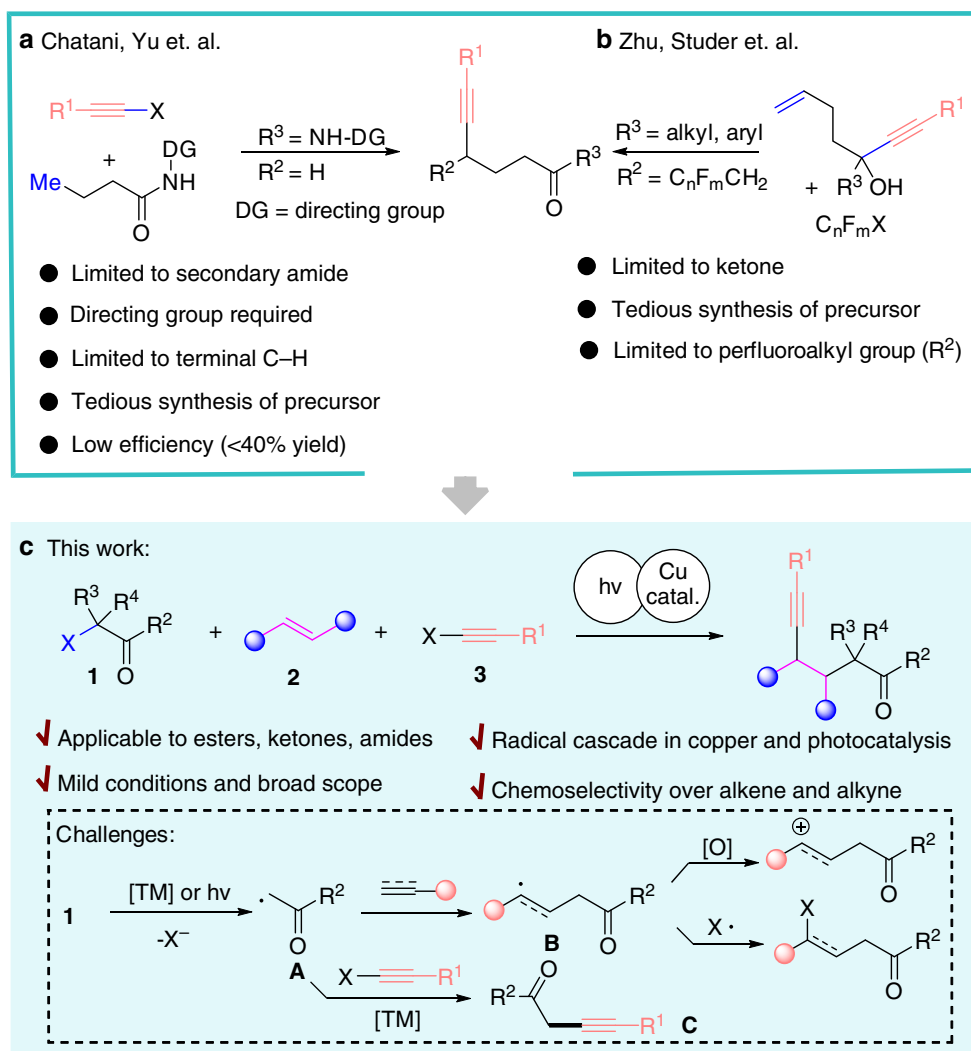 a Chatani, Yu et. al.
R¹
X
+
DG
Me
NH
O
R³ = NH-DG
R² = H
DG = directing group
R¹
R²
R³
O
b Zhu, Studer et. al.
R³ = alkyl, aryl
R² = CₙFₘCH₂
R¹
R³
OH
+
CₙFₘX
● Limited to secondary amide
● Directing group required
● Limited to terminal C–H
● Tedious synthesis of precursor
● Low efficiency (<40% yield)
● Limited to ketone
● Tedious synthesis of precursor
● Limited to perfluoroalkyl group (R²)
c This work:
R³
R⁴
X
R²
O
1
+
2
+
X
R¹
3
hv
Cu
catal.
R¹
R³
R⁴
R²
O
√ Applicable to esters, ketones, amides
√ Mild conditions and broad scope
√ Radical cascade in copper and photocatalysis
√ Chemoselectivity over alkene and alkyne
Challenges:
1
[TM] or hv
-X⁻
·
R²
O
A
·
R²
O
B
[O]
⊕
R²
O
X ·
X
R²
O
X
R¹
[TM]
O
R²
R¹
C